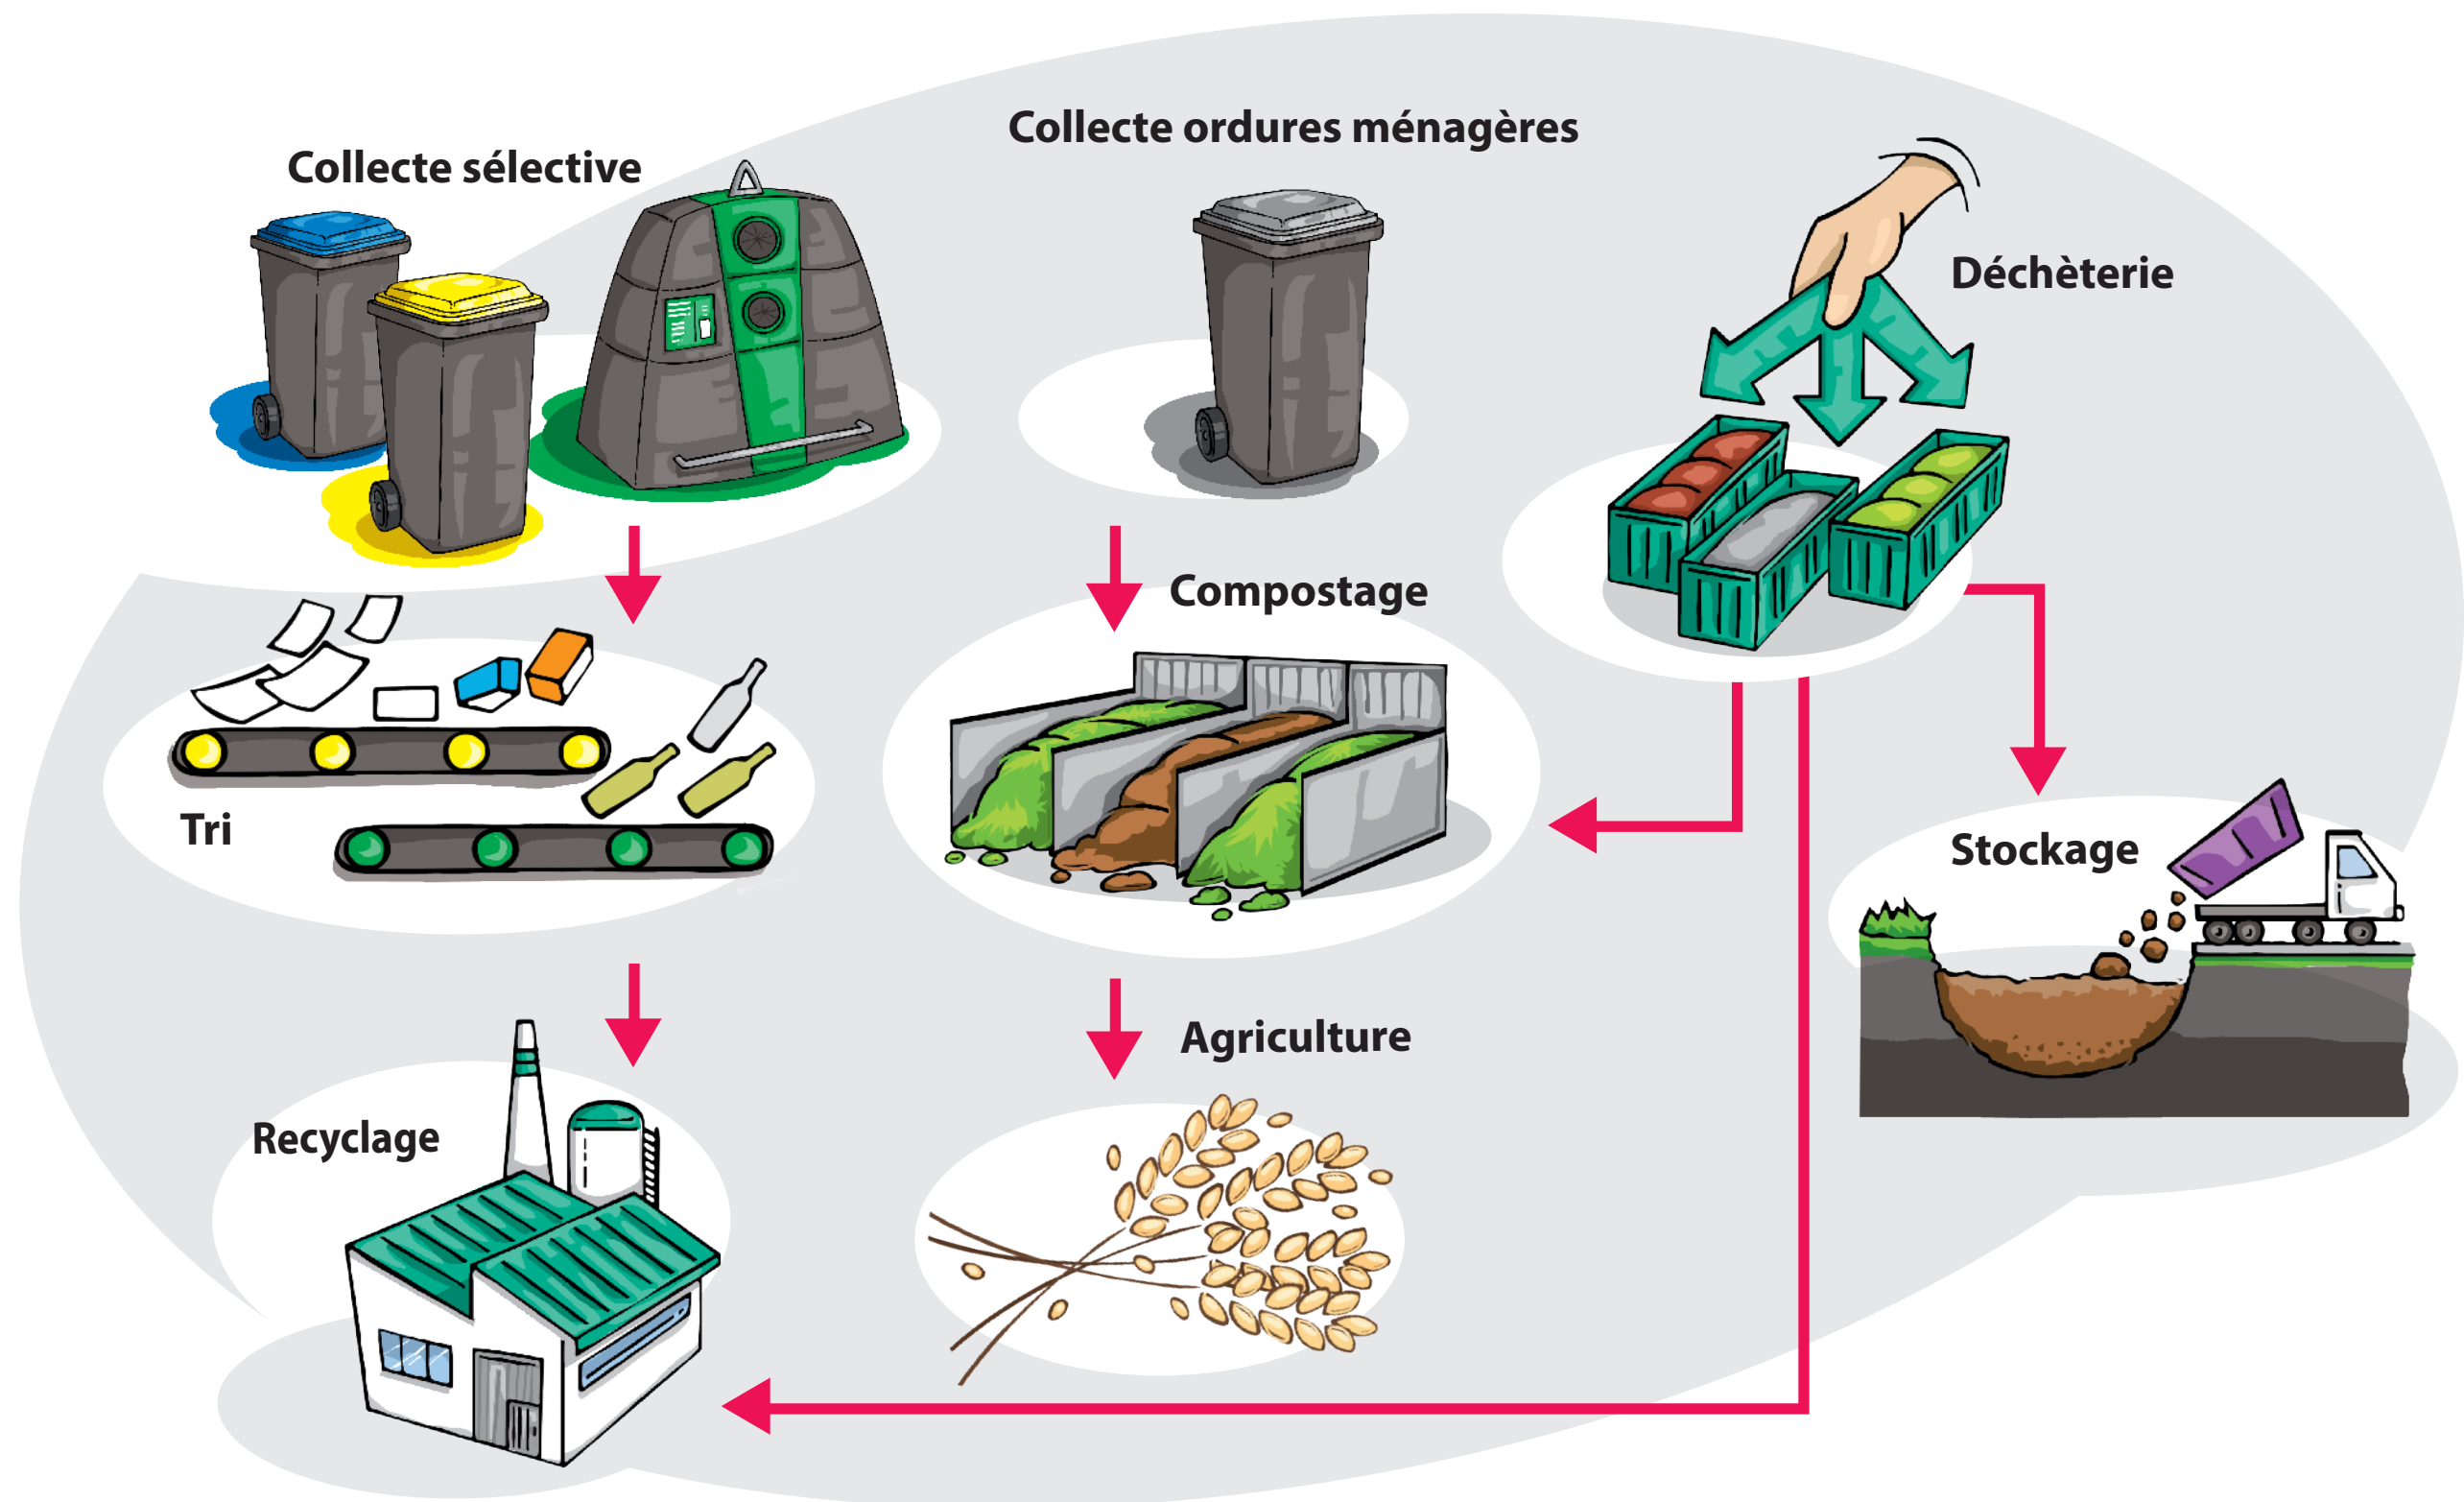 Collecte sélective
Collecte ordures ménagères
Déchèterie
Compostage
Tri
Stockage
Agriculture
Recyclage